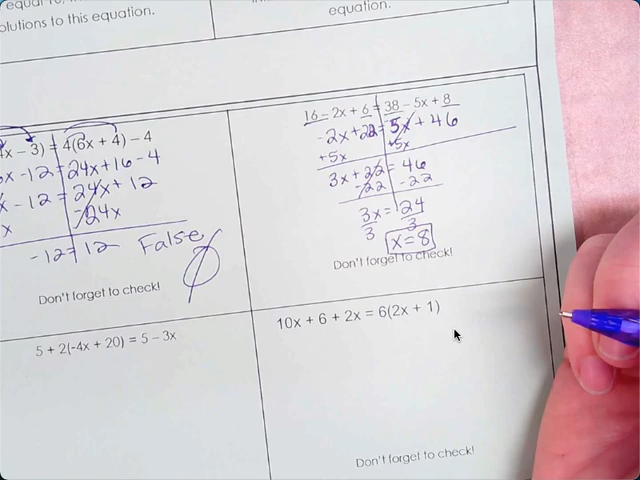 equal to,
olutions to this equation.
equation.
4x − 3) = 4(6x + 4) − 4
x − 12 = 24x + 16 − 4
x − 12 = 24x + 12
x −24x
−12 = 12 False
∅
Don't forget to check!
16 − 2x + 6 = 38 − 5x + 8
−2x + 22 = −5x + 46
+5x +5x
3x + 22 = 46
−22 −22
3x = 24
3 3
x = 8
Don't forget to check!
5 + 2(-4x + 20) = 5 − 3x
10x + 6 + 2x = 6(2x + 1)
Don't forget to check!